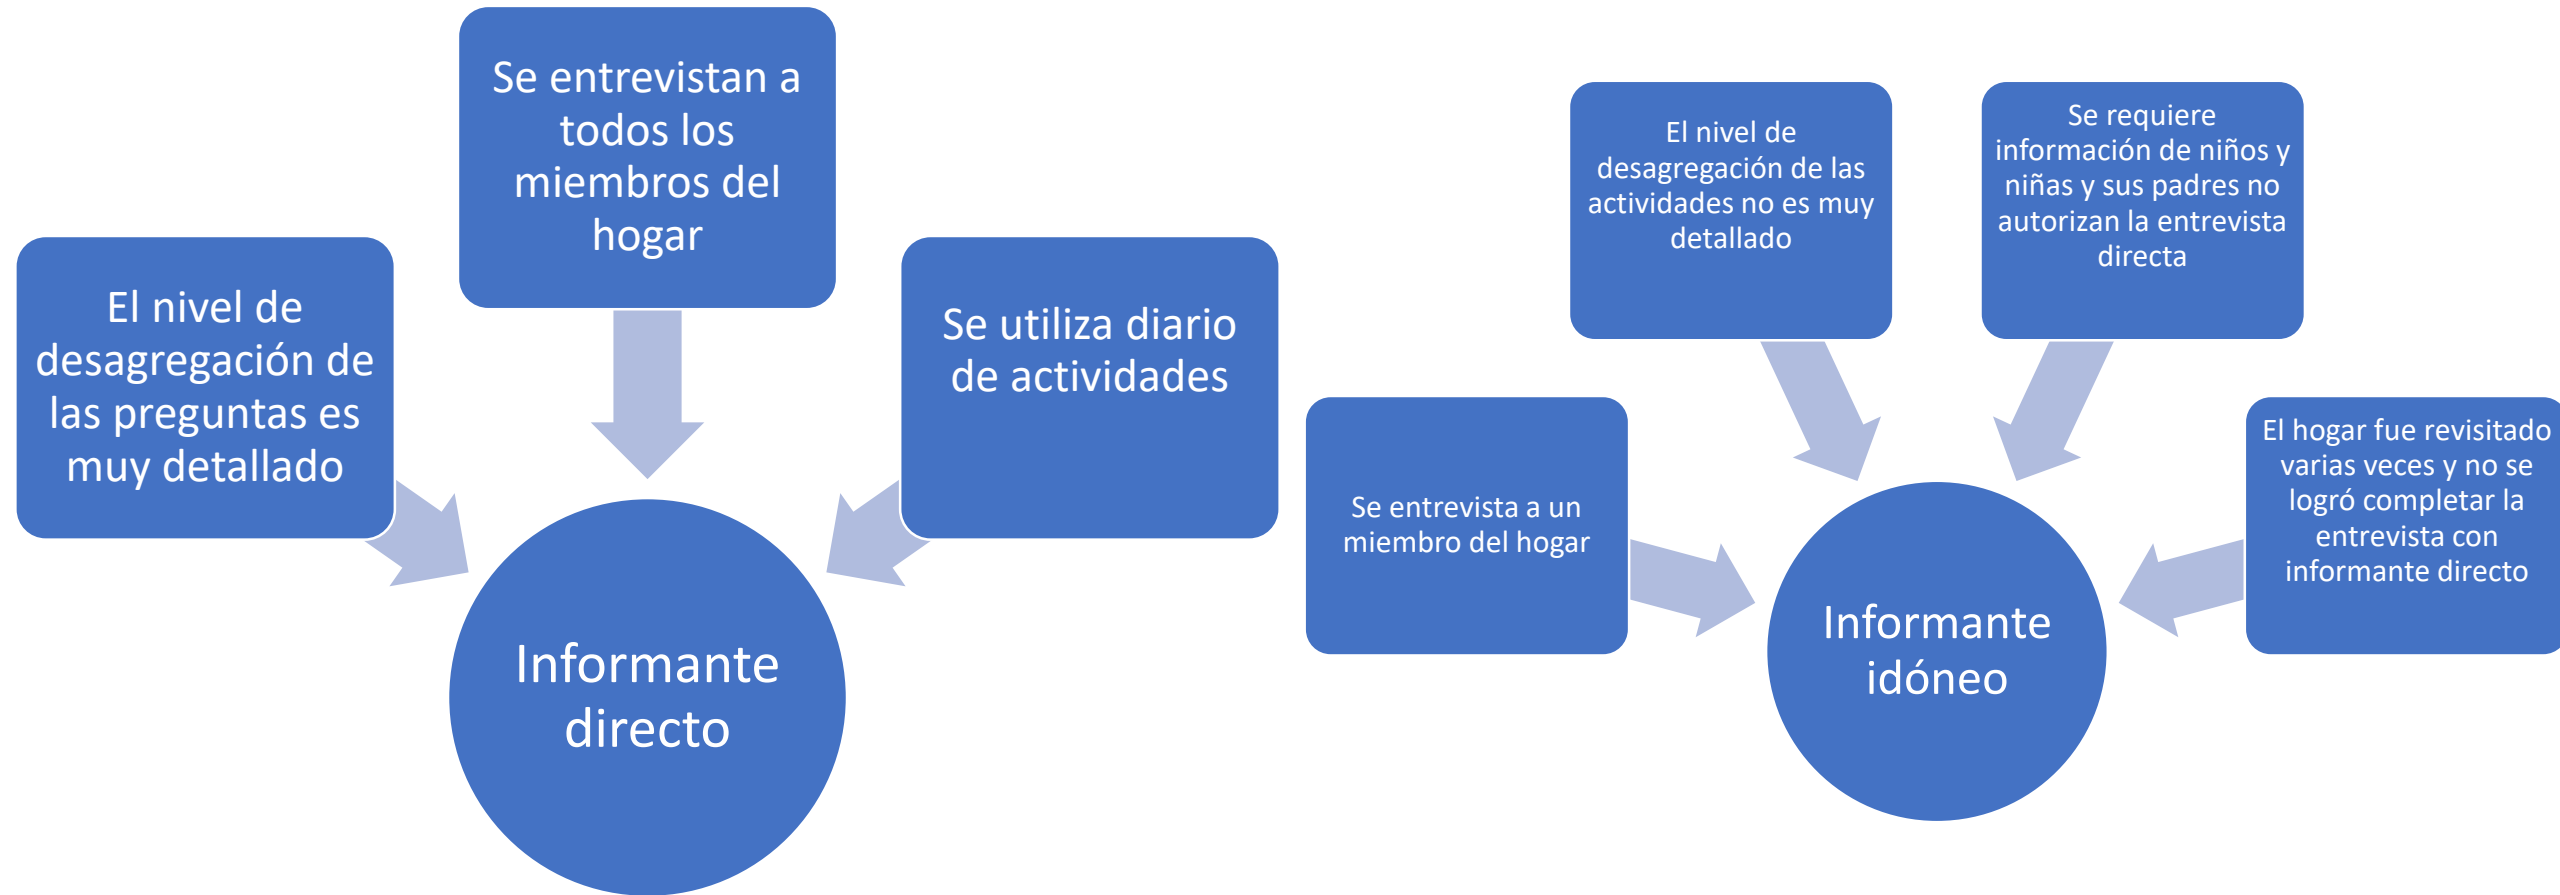 El nivel de
desagregación de
las preguntas es
muy detallado
Se entrevistan a
todos los
miembros del
hogar
Se utiliza diario
de actividades
Informante
directo
Se entrevista a un
miembro del hogar
El nivel de
desagregación de las
actividades no es muy
detallado
Se requiere
información de niños y
niñas y sus padres no
autorizan la entrevista
directa
El hogar fue revisitado
varias veces y no se
logró completar la
entrevista con
informante directo
Informante
idóneo